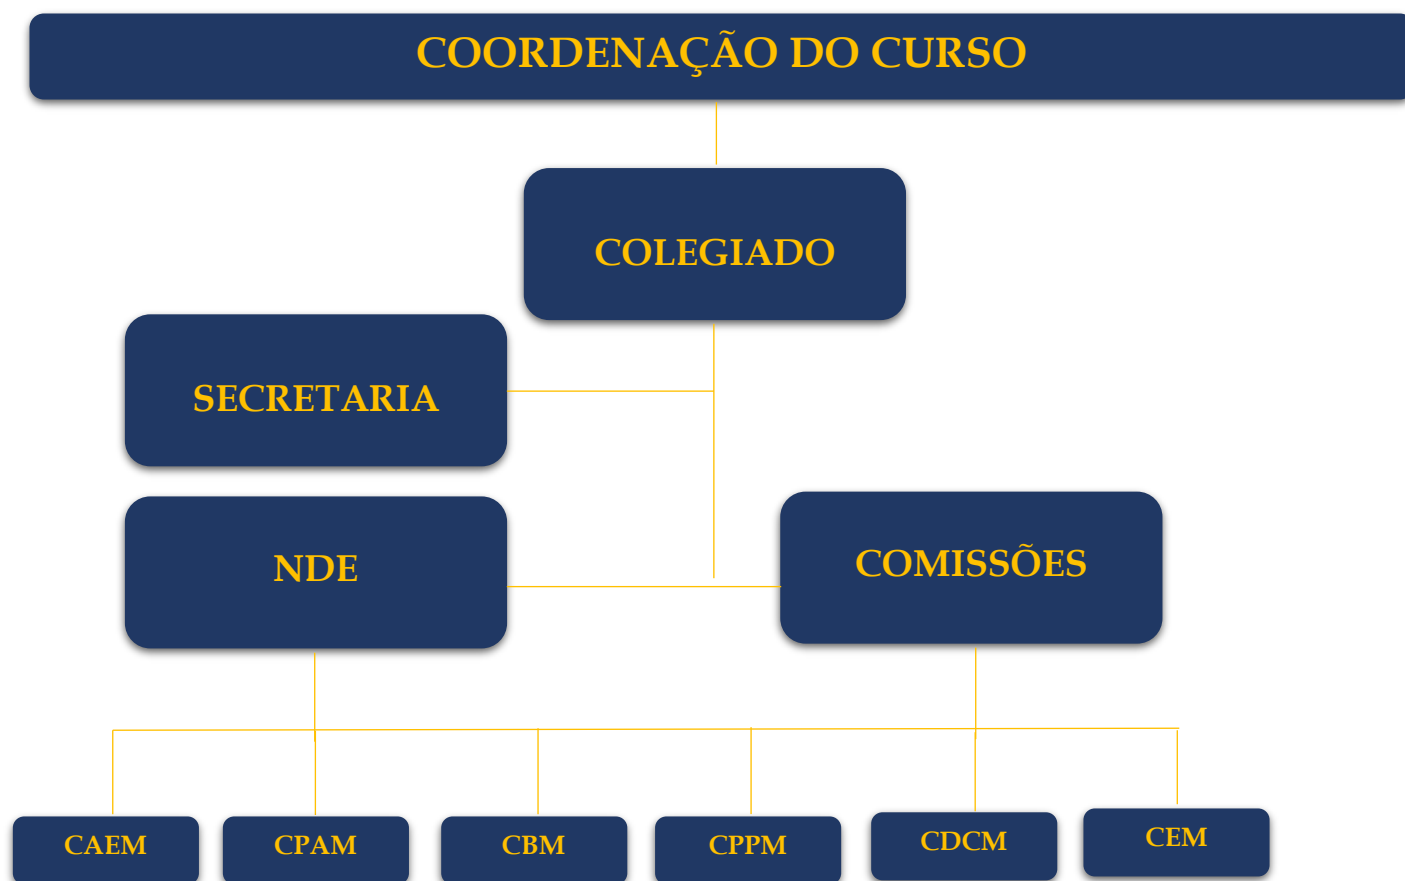 COORDENAÇÃO DO CURSO
COLEGIADO
SECRETARIA
NDE
COMISSÕES
CAEM
CPAM
CBM
CPPM
CDCM
CEM